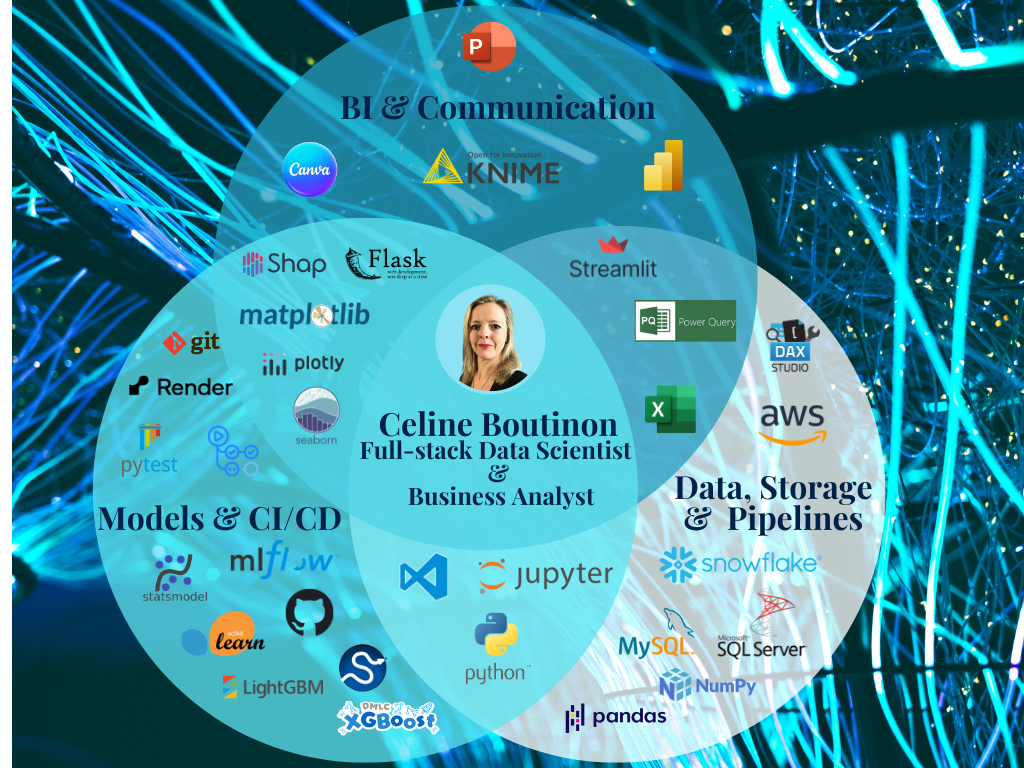 P
BI & Communication
Canva
Open for Innovation
KNIME
Shap
Flask
web development,
one drop at a time
Streamlit
matplotlib
PQ
Power Query
git
plotly
DAX
STUDIO
Render
seaborn
X
aws
pytest
Celine Boutinon
Full-stack Data Scientist
&
Business Analyst
Models & CI/CD
Data, Storage
& Pipelines
statsmodel
mlflow
jupyter
snowflake
scikit
learn
python
MySQL
Microsoft
SQL Server
LightGBM
NumPy
DMLC
XGBoost
pandas